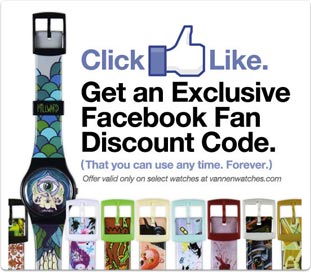 Click Like.
Get an Exclusive
Facebook Fan
Discount Code.
(That you can use any time. Forever.)
Offer valid only on select watches at vannenwatches.com